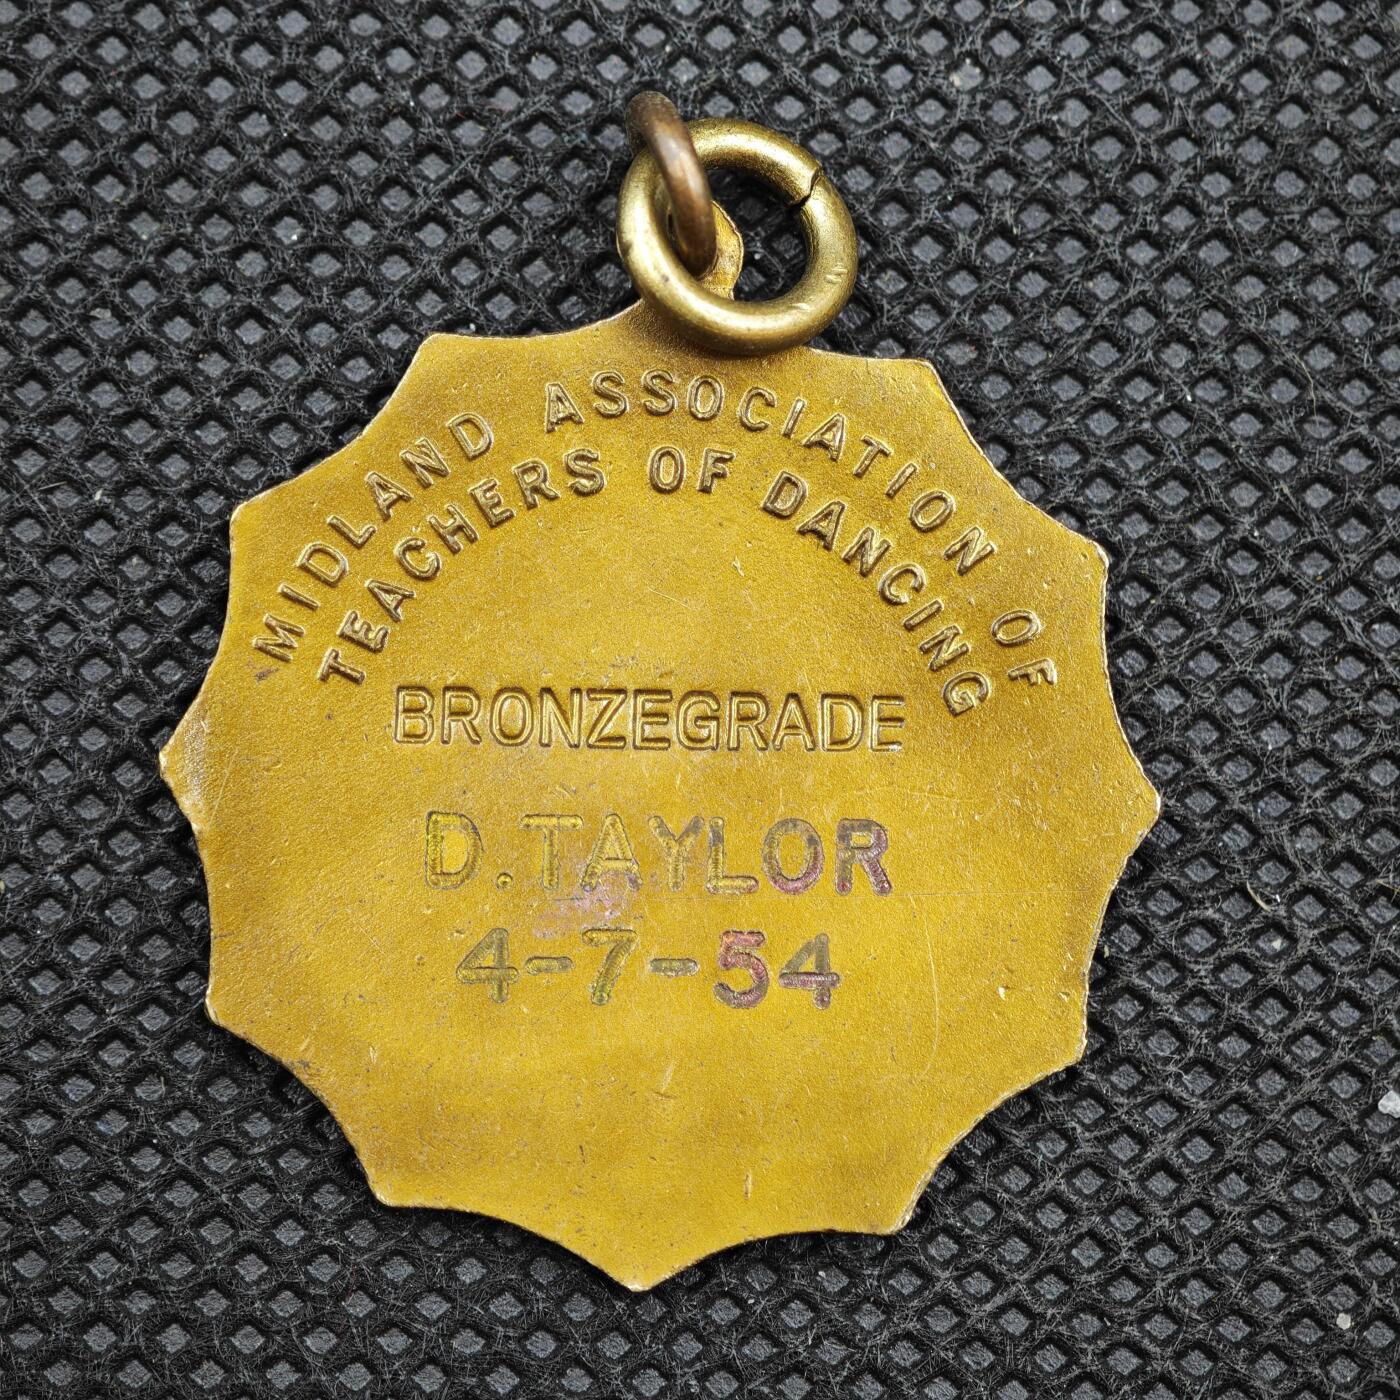 MIDLAND ASSOCIATION OF
TEACHERS OF DANCING
BRONZEGRADE
D.TAYLOR
4-7-54